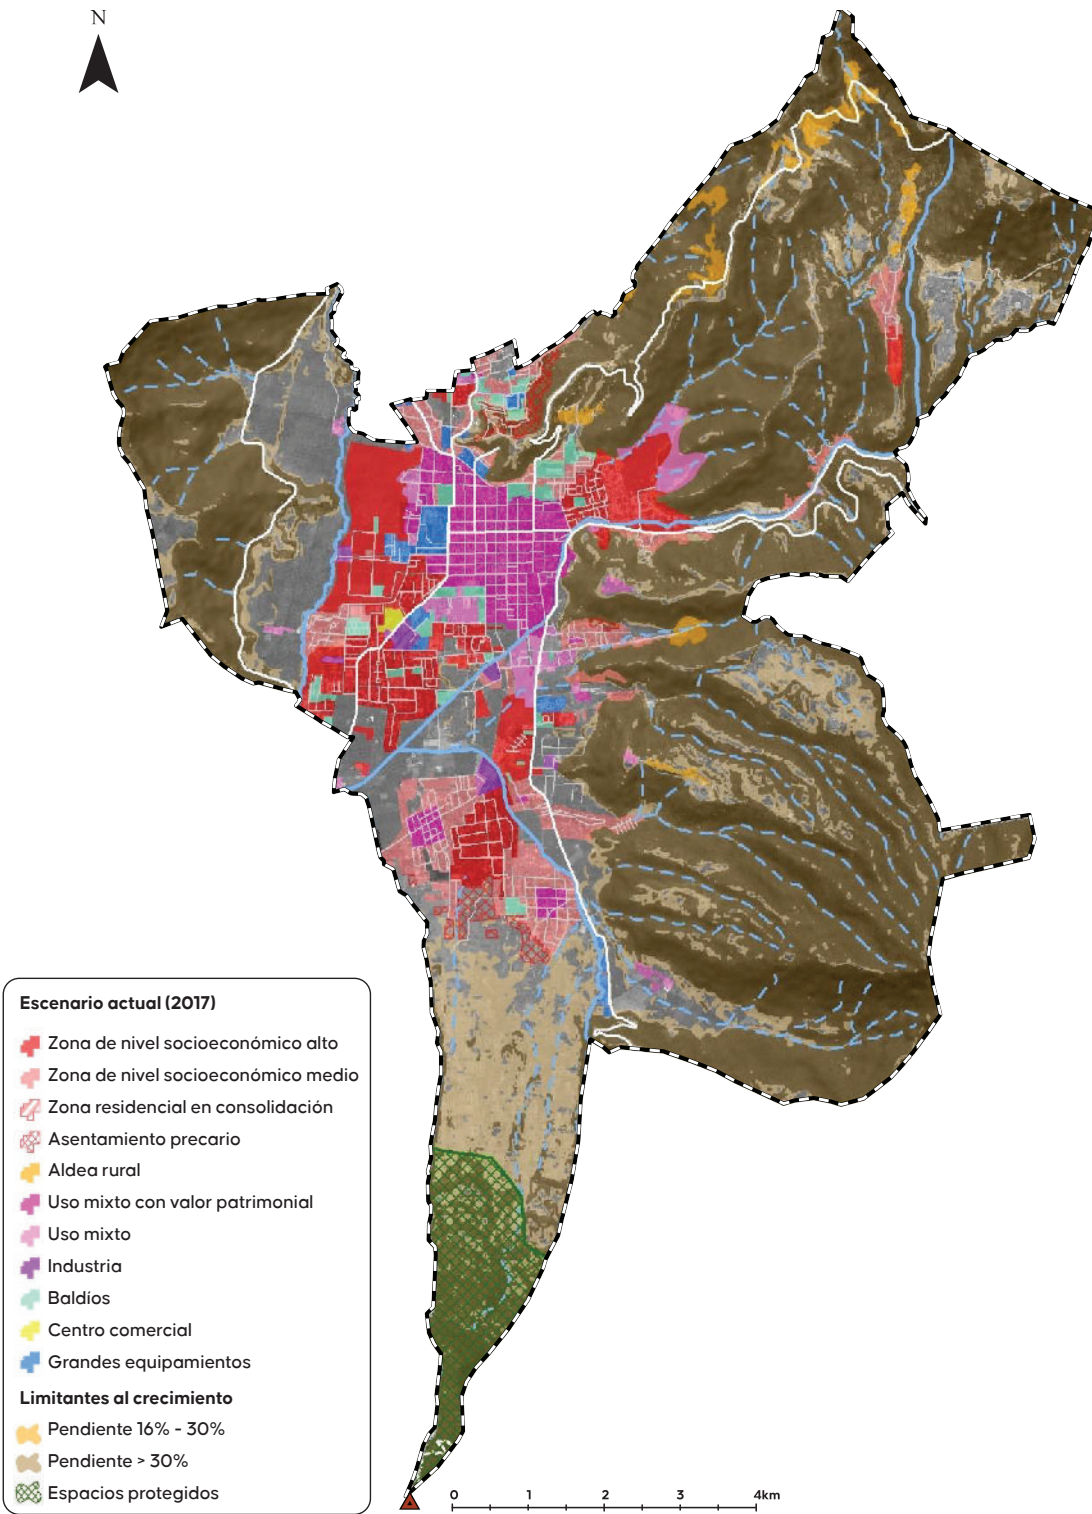 N
Escenario actual (2017)
Zona de nivel socioeconómico alto
Zona de nivel socioeconómico medio
Zona residencial en consolidación
Asentamiento precario
Aldea rural
Uso mixto con valor patrimonial
Uso mixto
Industria
Baldíos
Centro comercial
Grandes equipamientos
Limitantes al crecimiento
Pendiente 16% - 30%
Pendiente > 30%
Espacios protegidos
0 1 2 3 4km